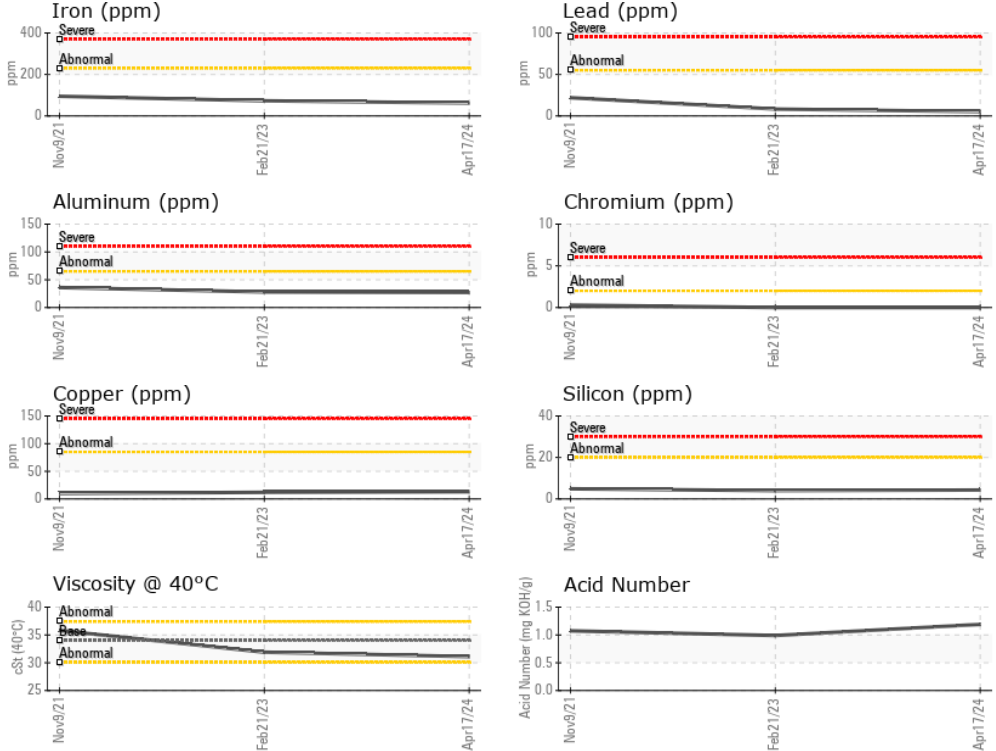 Iron (ppm)
ppm
400
200
0
Severe
Abnormal
Nov9/21
Feb21/23
Apr17/24
Lead (ppm)
ppm
100
50
0
Severe
Abnormal
Nov9/21
Feb21/23
Apr17/24
Aluminum (ppm)
ppm
150
100
50
0
Severe
Abnormal
Nov9/21
Feb21/23
Apr17/24
Chromium (ppm)
ppm
10
5
0
Severe
Abnormal
Nov9/21
Feb21/23
Apr17/24
Copper (ppm)
ppm
150
100
50
0
Severe
Abnormal
Nov9/21
Feb21/23
Apr17/24
Silicon (ppm)
ppm
40
20
0
Severe
Abnormal
Nov9/21
Feb21/23
Apr17/24
Viscosity @ 40°C
cSt (40°C)
40
35
30
25
Abnormal
Base
Abnormal
Nov9/21
Feb21/23
Apr17/24
Acid Number
Acid Number (mg KOH/g)
1.5
1.0
0.5
0.0
Nov9/21
Feb21/23
Apr17/24